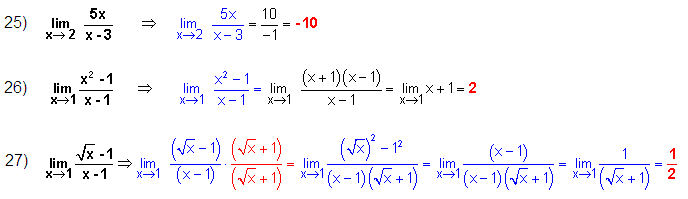 25) lim x→2 5x / (x - 3) ⇒ lim x→2 5x / (x - 3) = 10 / -1 = -10
26) lim x→1 (x² - 1) / (x - 1) ⇒ lim x→1 (x² - 1) / (x - 1) = lim x→1 (x + 1)(x - 1) / (x - 1) = lim x→1 x + 1 = 2
27) lim x→1 (√x - 1) / (x - 1) ⇒ lim x→1 (√x - 1) / (x - 1) · (√x + 1) / (√x + 1) = lim x→1 ((√x)² - 1²) / ((x - 1)(√x + 1)) = lim x→1 (x - 1) / ((x - 1)(√x + 1)) = lim x→1 1 / (√x + 1) = 1 / 2